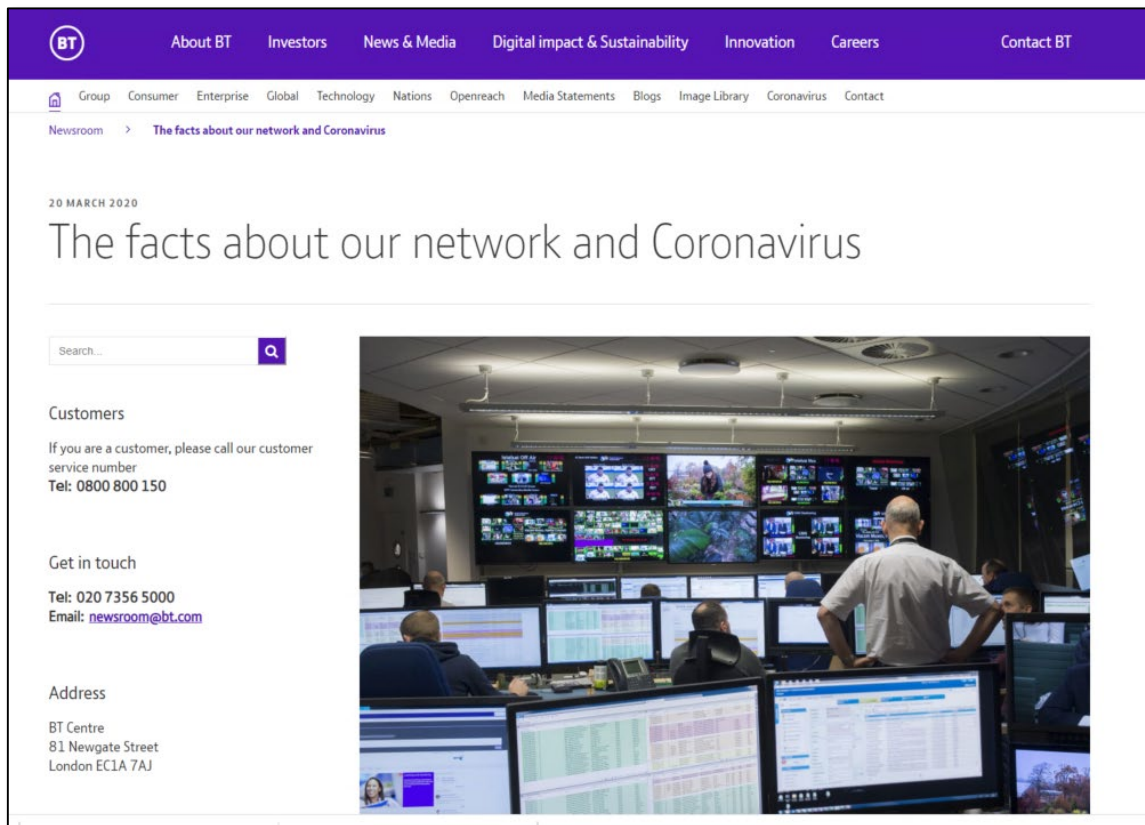 BT
About BT Investors News & Media Digital impact & Sustainability Innovation Careers Contact BT
Group Consumer Enterprise Global Technology Nations Openreach Media Statements Blogs Image Library Coronavirus Contact
Newsroom > The facts about our network and Coronavirus
20 MARCH 2020
The facts about our network and Coronavirus
Search...
Customers
If you are a customer, please call our customer
service number
Tel: 0800 800 150
Get in touch
Tel: 020 7356 5000
Email: newsroom@bt.com
Address
BT Centre
81 Newgate Street
London EC1A 7AJ